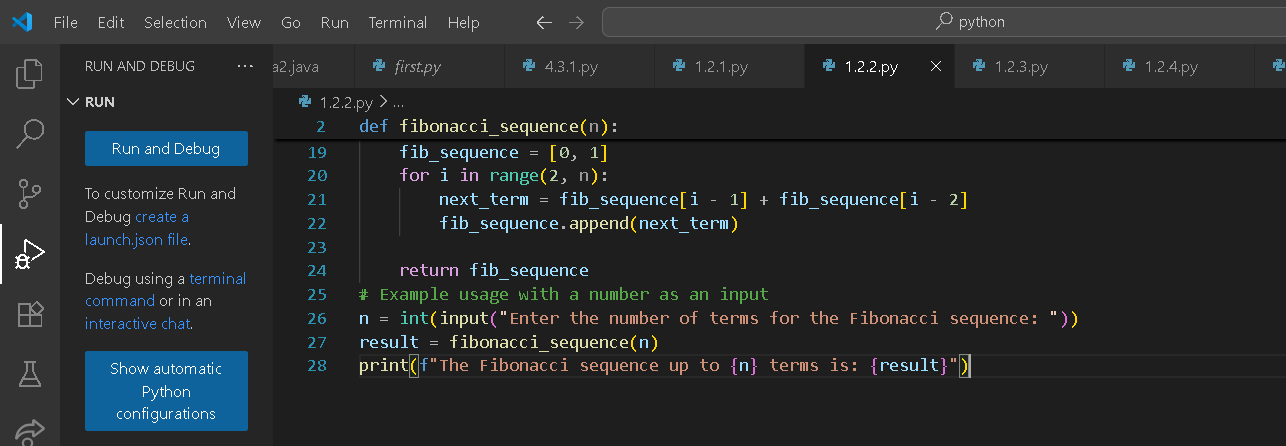 File Edit Selection View Go Run Terminal Help
python
RUN AND DEBUG ...
a2.java first.py 4.3.1.py 1.2.1.py 1.2.2.py 1.2.3.py 1.2.4.py
RUN
Run and Debug
To customize Run and
Debug create a
launch.json file.
Debug using a terminal
command or in an
interactive chat.
Show automatic
Python
configurations
1.2.2.py > ...
2 def fibonacci_sequence(n):
19     fib_sequence = [0, 1]
20     for i in range(2, n):
21         next_term = fib_sequence[i - 1] + fib_sequence[i - 2]
22         fib_sequence.append(next_term)
23
24     return fib_sequence
25 # Example usage with a number as an input
26 n = int(input("Enter the number of terms for the Fibonacci sequence: "))
27 result = fibonacci_sequence(n)
28 print(f"The Fibonacci sequence up to {n} terms is: {result}")